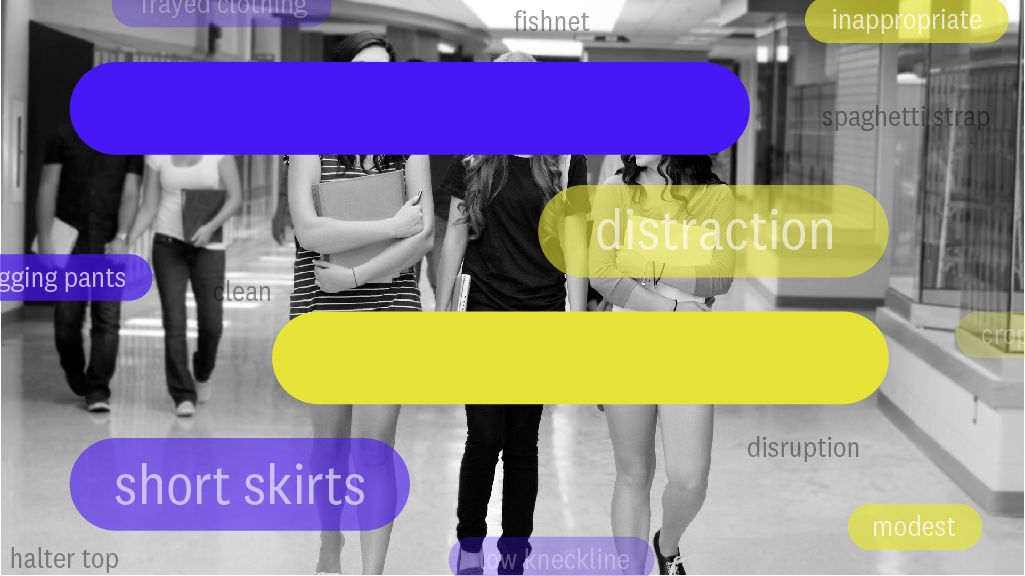 frayed clothing
fishnet
inappropriate
spaghetti strap
distraction
gging pants
clean
crop
disruption
short skirts
modest
halter top
low kneckline